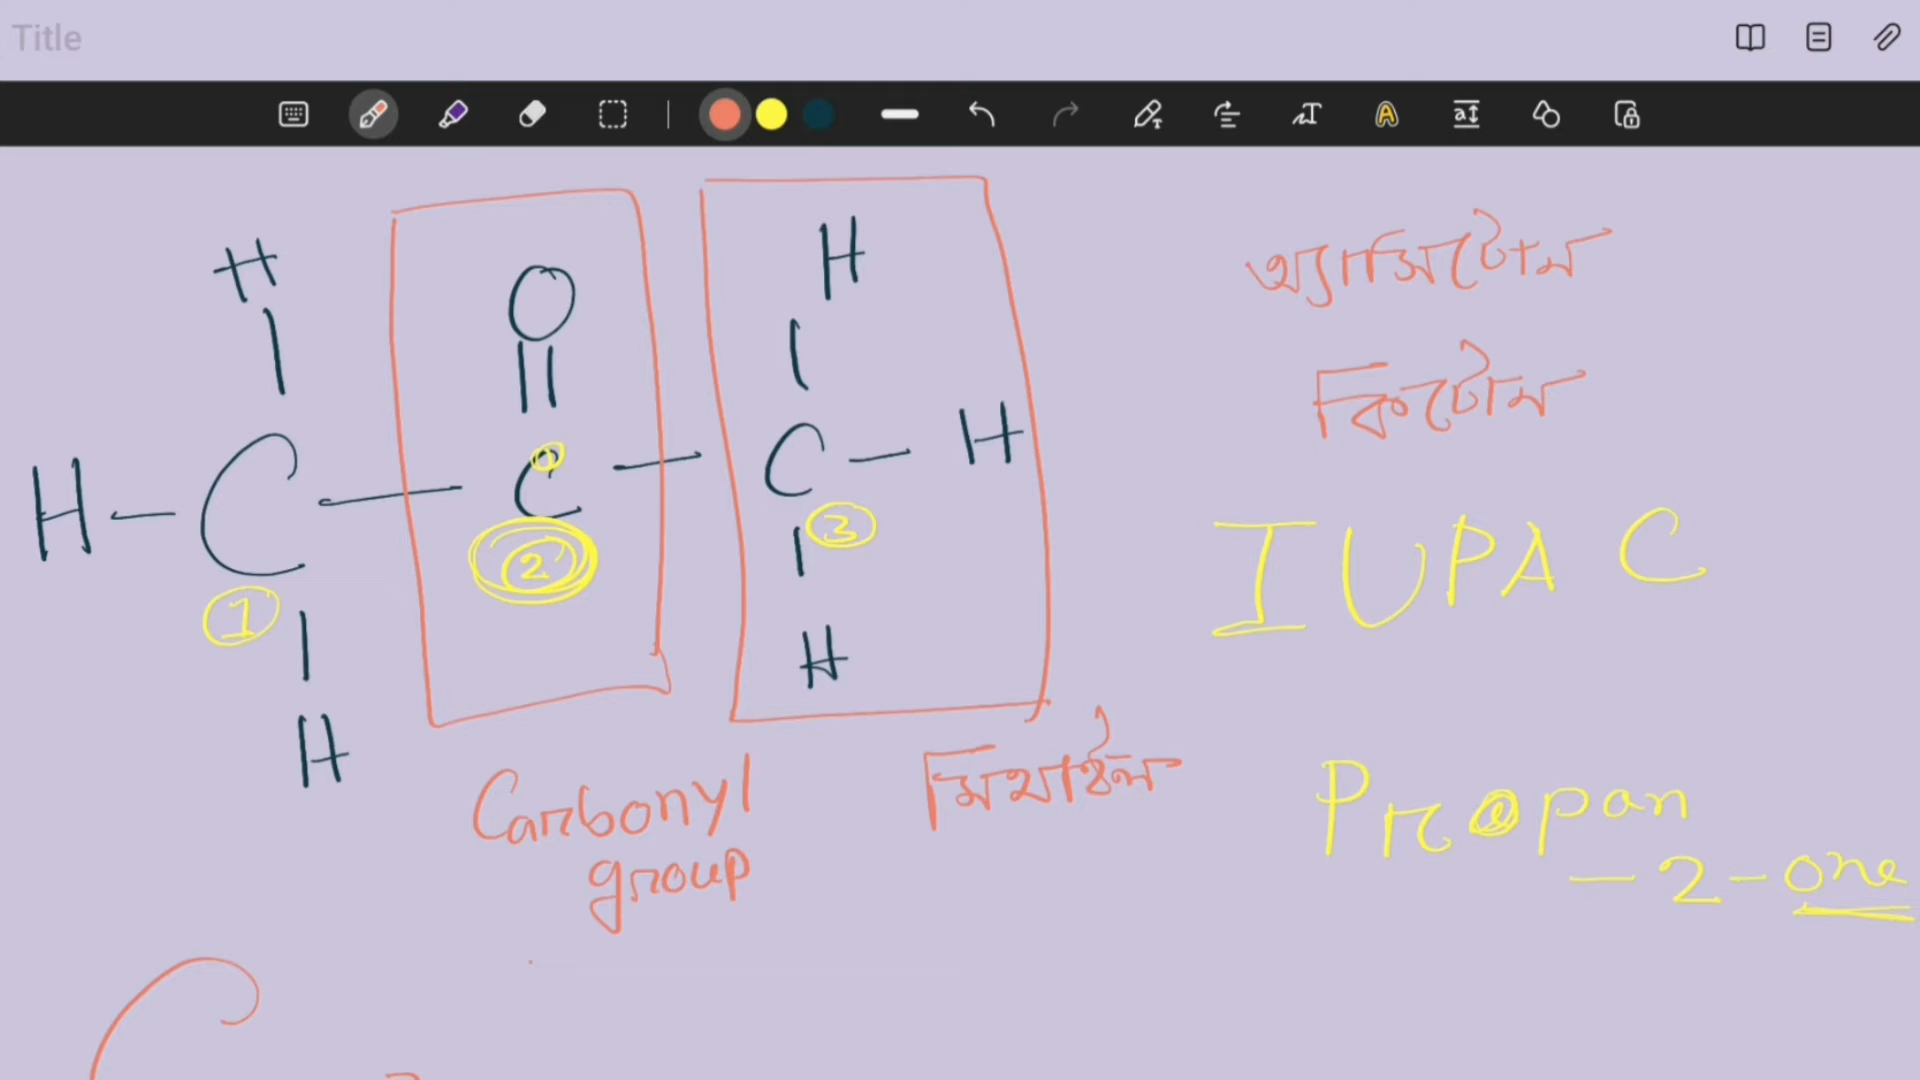 Title
H
O
H
H - C - C - C - H
1
2
3
H
H
Carbonyl
group
মিথাইল
অ্যাসিটোন
কিটোন
IUPAC
Propan
- 2 - one
C